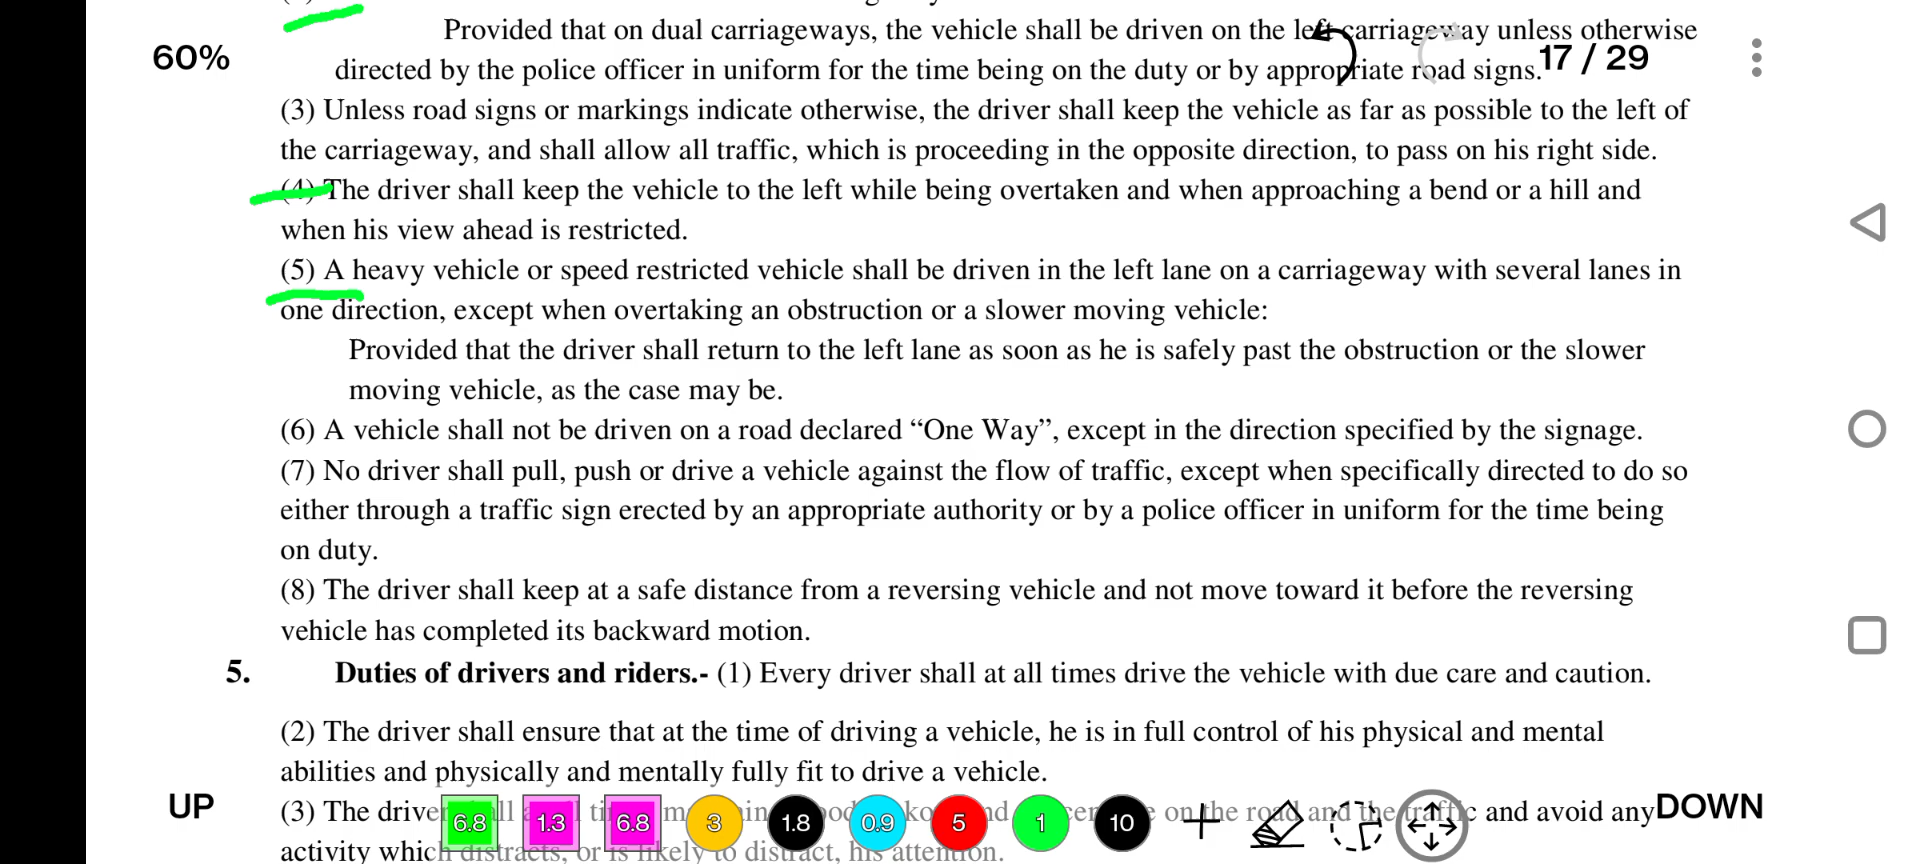 Provided that on dual carriageways, the vehicle shall be driven on the left carriageway unless otherwise
60%
directed by the police officer in uniform for the time being on the duty or by appropriate road signs.
17 / 29
(3) Unless road signs or markings indicate otherwise, the driver shall keep the vehicle as far as possible to the left of
the carriageway, and shall allow all traffic, which is proceeding in the opposite direction, to pass on his right side.
(4) The driver shall keep the vehicle to the left while being overtaken and when approaching a bend or a hill and
when his view ahead is restricted.
(5) A heavy vehicle or speed restricted vehicle shall be driven in the left lane on a carriageway with several lanes in
one direction, except when overtaking an obstruction or a slower moving vehicle:
Provided that the driver shall return to the left lane as soon as he is safely past the obstruction or the slower
moving vehicle, as the case may be.
(6) A vehicle shall not be driven on a road declared “One Way”, except in the direction specified by the signage.
(7) No driver shall pull, push or drive a vehicle against the flow of traffic, except when specifically directed to do so
either through a traffic sign erected by an appropriate authority or by a police officer in uniform for the time being
on duty.
(8) The driver shall keep at a safe distance from a reversing vehicle and not move toward it before the reversing
vehicle has completed its backward motion.
5. Duties of drivers and riders.- (1) Every driver shall at all times drive the vehicle with due care and caution.
(2) The driver shall ensure that at the time of driving a vehicle, he is in full control of his physical and mental
abilities and physically and mentally fully fit to drive a vehicle.
UP
(3) The driver on the road and the traffic and avoid any
DOWN
6.8 1.3 6.8 3 1.8 0.9 5 1 10
activity which distracts, or is likely to distract, his attention.